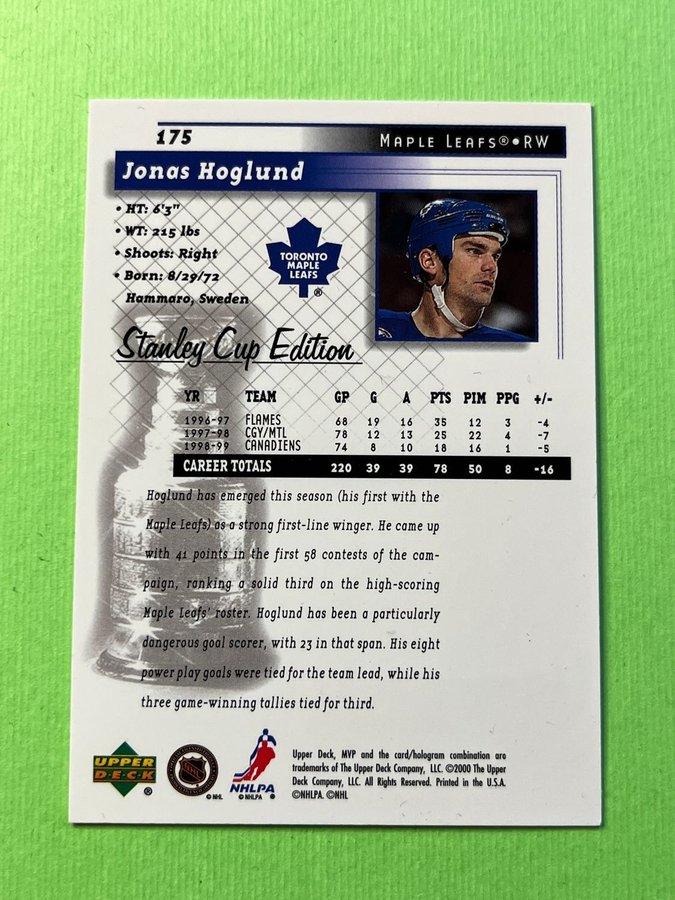 175
MAPLE LEAFS®•RW
Jonas Hoglund
• HT: 6'3"
• WT: 215 lbs
• Shoots: Right
• Born: 8/29/72
Hammaro, Sweden
TORONTO
MAPLE
LEAFS
®
Stanley Cup Edition
YR TEAM GP G A PTS PIM PPG +/-
1996-97 FLAMES 68 19 16 35 12 3 -4
1997-98 CGY/MTL 78 12 13 25 22 4 -7
1998-99 CANADIENS 74 8 10 18 16 1 -5
CAREER TOTALS 220 39 39 78 50 8 -16
Hoglund has emerged this season (his first with the
Maple Leafs) as a strong first-line winger. He came up
with 41 points in the first 58 contests of the cam-
paign, ranking a solid third on the high-scoring
Maple Leafs' roster. Hoglund has been a particularly
dangerous goal scorer, with 23 in that span. His eight
power play goals were tied for the team lead, while his
three game-winning tallies tied for third.
UPPER
DECK
®
NHL
© NHL
NHLPA
© NHLPA ®
Upper Deck, MVP and the card/hologram combination are
trademarks of The Upper Deck Company, LLC. ©2000 The Upper
Deck Company, LLC. All Rights Reserved. Printed in the U.S.A.
©NHLPA. ©NHL